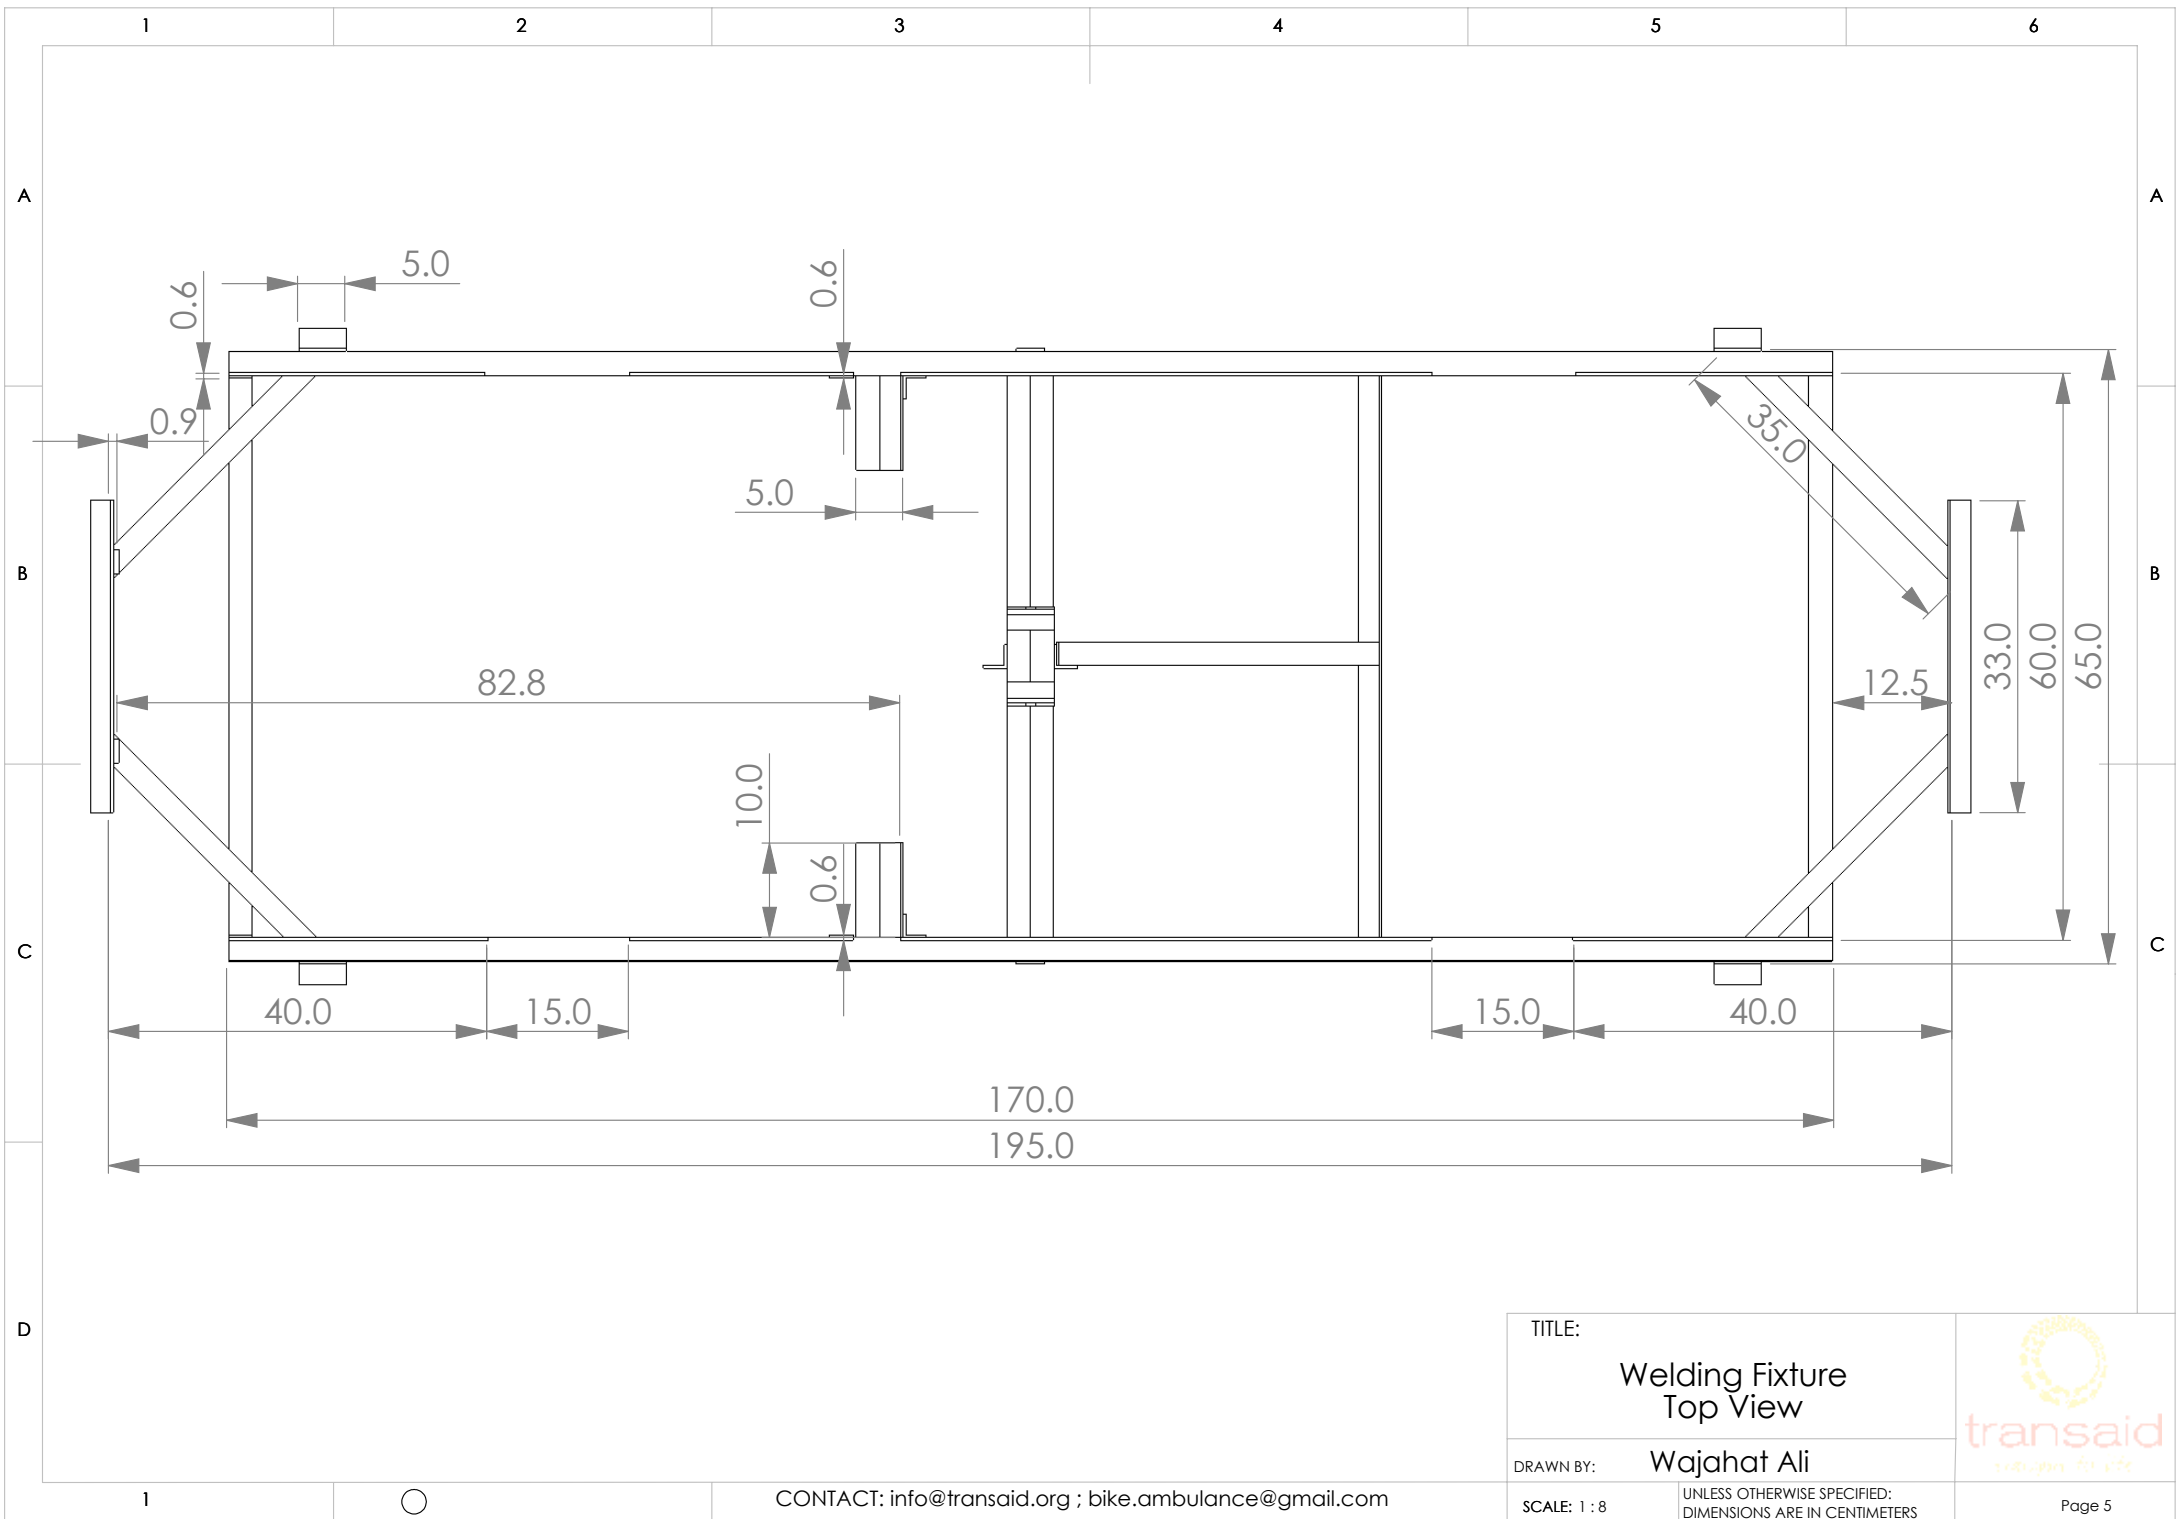 1 2 3 4 5 6
A A
5.0
0.6
0.6
0.9
35.0
5.0
B B
33.0
60.0
65.0
82.8
12.5
10.0
0.6
C C
40.0
15.0
15.0
40.0
170.0
195.0
D
TITLE:
Welding Fixture
Top View
transaid
DRAWN BY: Wajahat Ali
1
CONTACT: info@transaid.org ; bike.ambulance@gmail.com
SCALE: 1 : 8
UNLESS OTHERWISE SPECIFIED:
DIMENSIONS ARE IN CENTIMETERS
Page 5